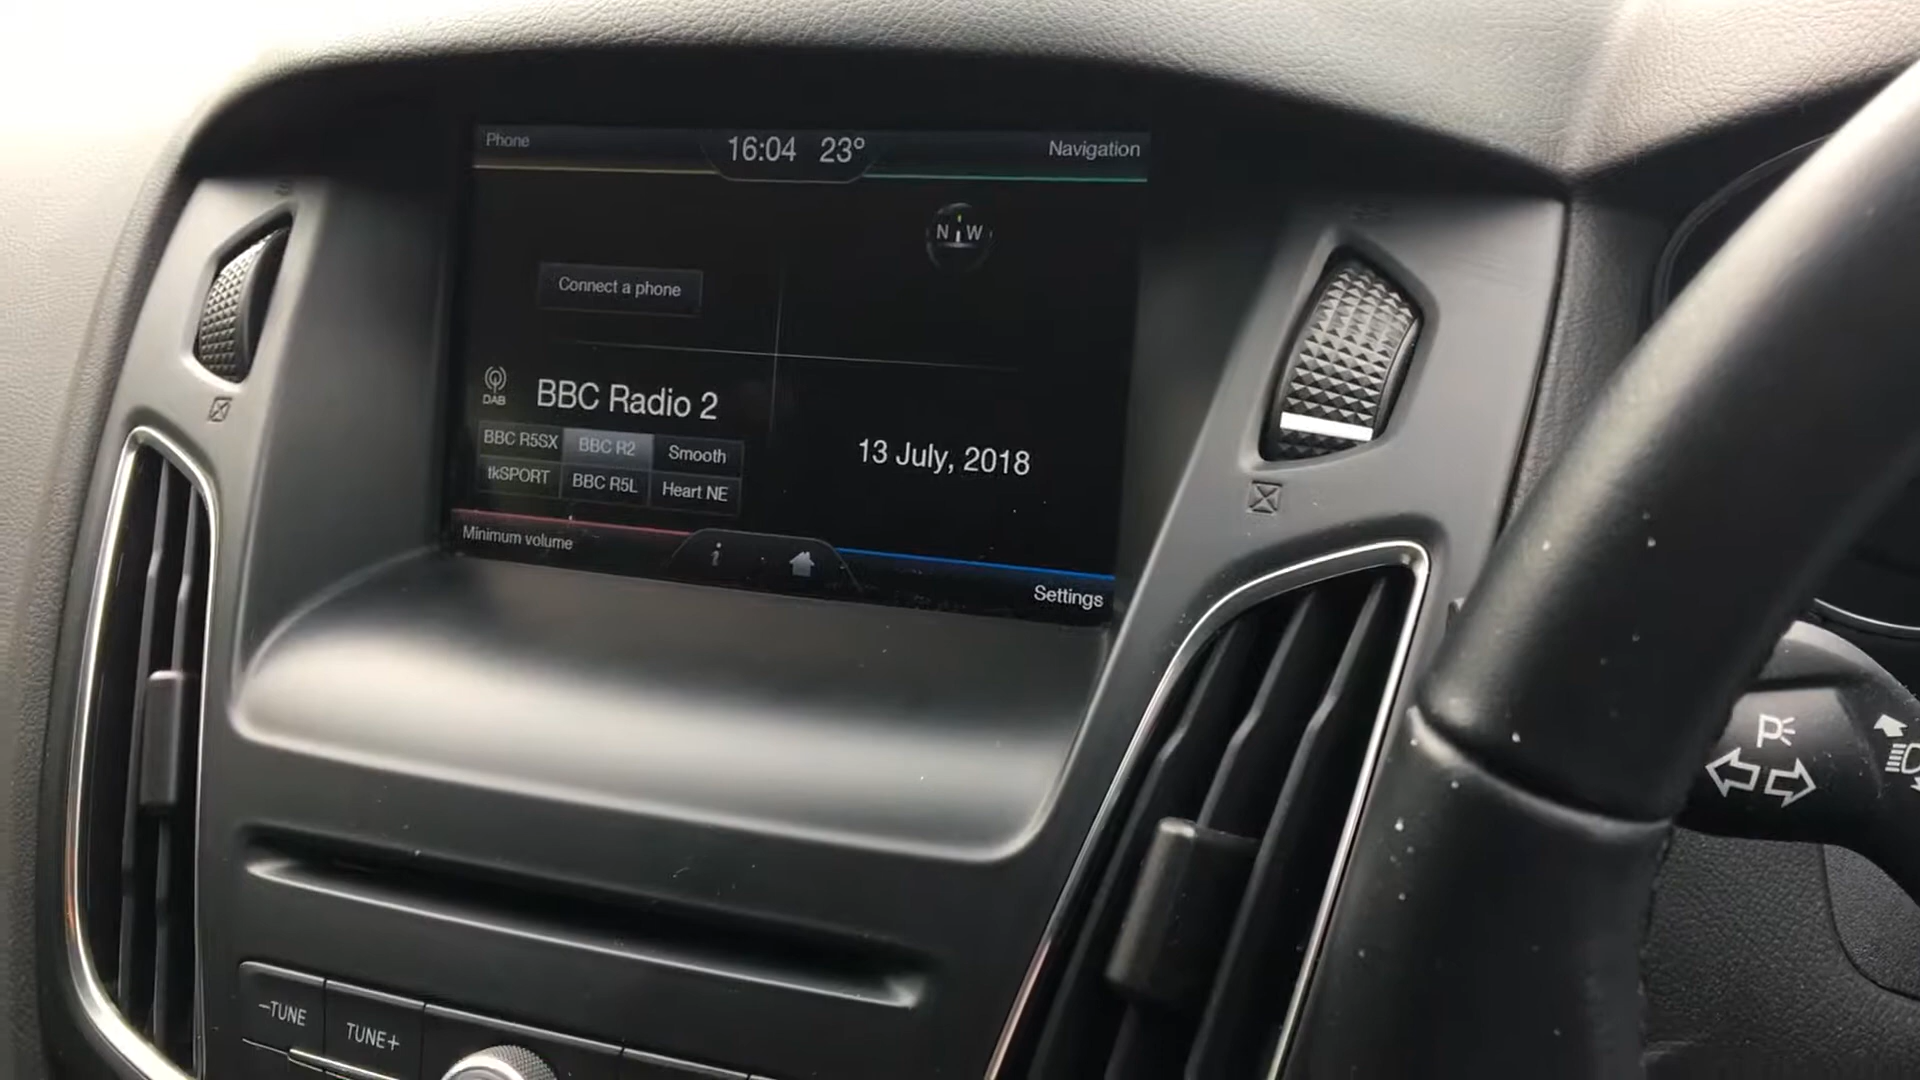 Phone 16:04 23° Navigation
N W
Connect a phone
DAB
BBC Radio 2
BBC R5SX BBC R2 Smooth
tkSPORT BBC R5L Heart NE
13 July, 2018
Minimum volume i
Settings
−TUNE TUNE+